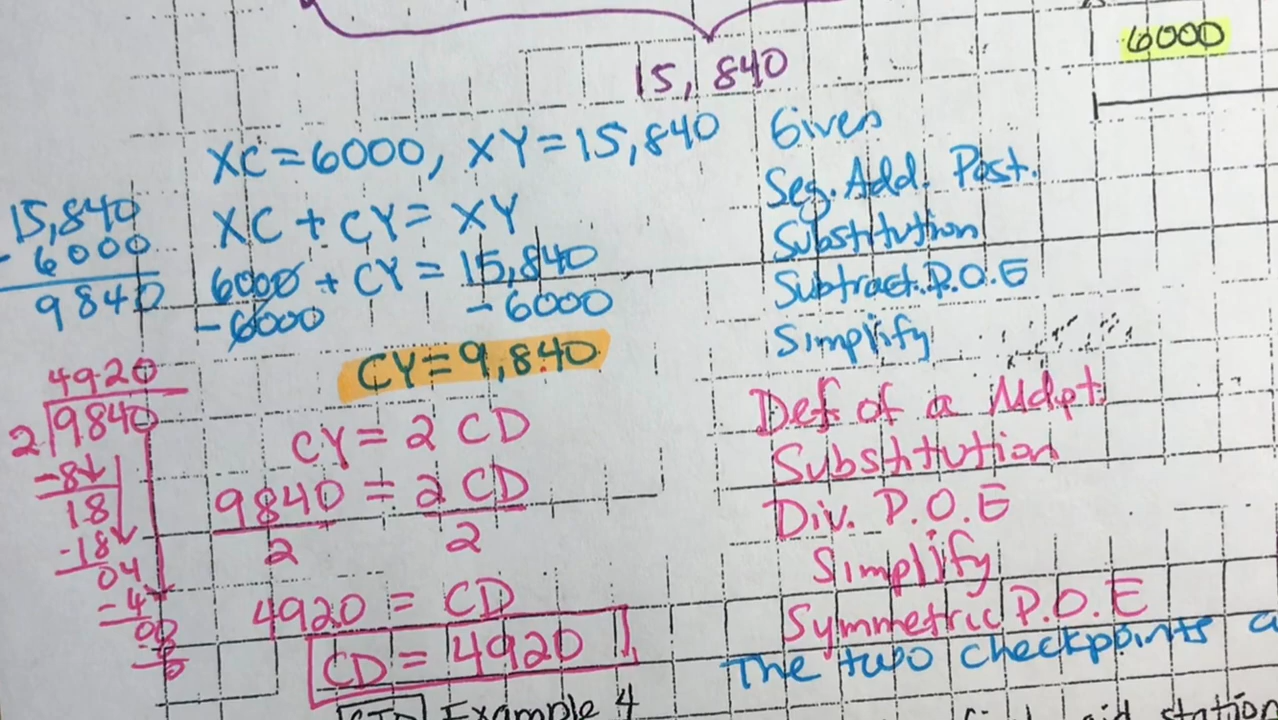 6000
15,840
XC = 6000, XY = 15,840 Given
XC + CY = XY Seg. Add. Post.
6000 + CY = 15,840 Substitution
-6000 -6000 Subtract. P.O.E
CY = 9,840 Simplify
15,840
- 6000
9840
CY = 2 CD Def of a Mdpt.
9840 = 2 CD Substitution
2 2 Div. P.O.E
4920 = CD Simplify
CD = 4920 Symmetric P.O.E
4920
2 9840
-8
18
-18
04
-4
00
The two checkpoints a
Example 4
station